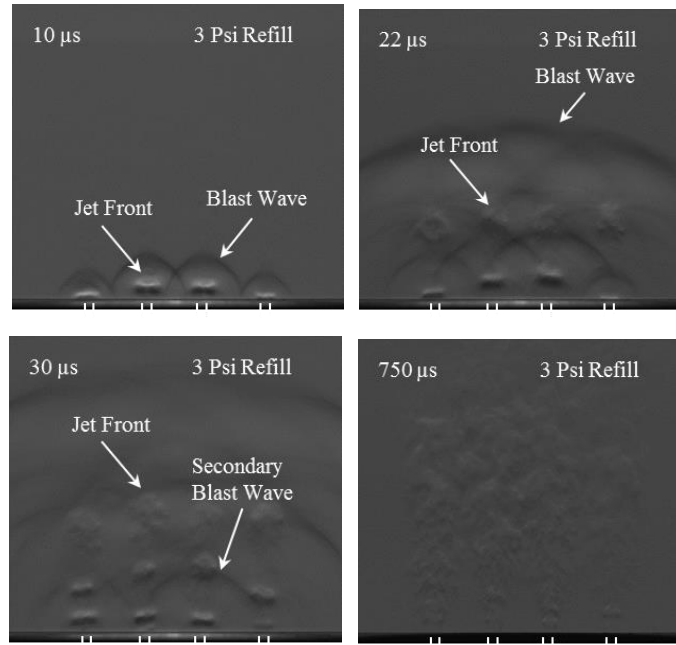 10 µs
3 Psi Refill
Jet Front
Blast Wave
22 µs
3 Psi Refill
Blast Wave
Jet Front
30 µs
3 Psi Refill
Jet Front
Secondary
Blast Wave
750 µs
3 Psi Refill